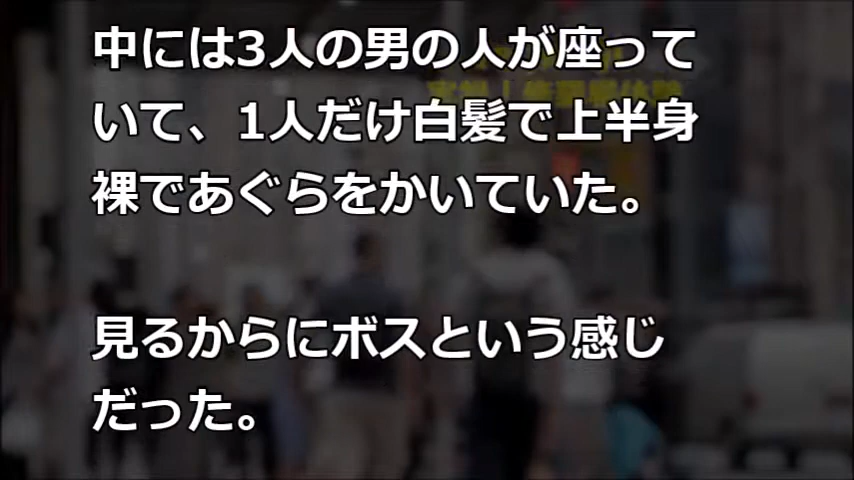 中には3人の男の人が座って
いて、1人だけ白髪で上半身
裸であぐらをかいていた。
見るからにボスという感じ
だった。